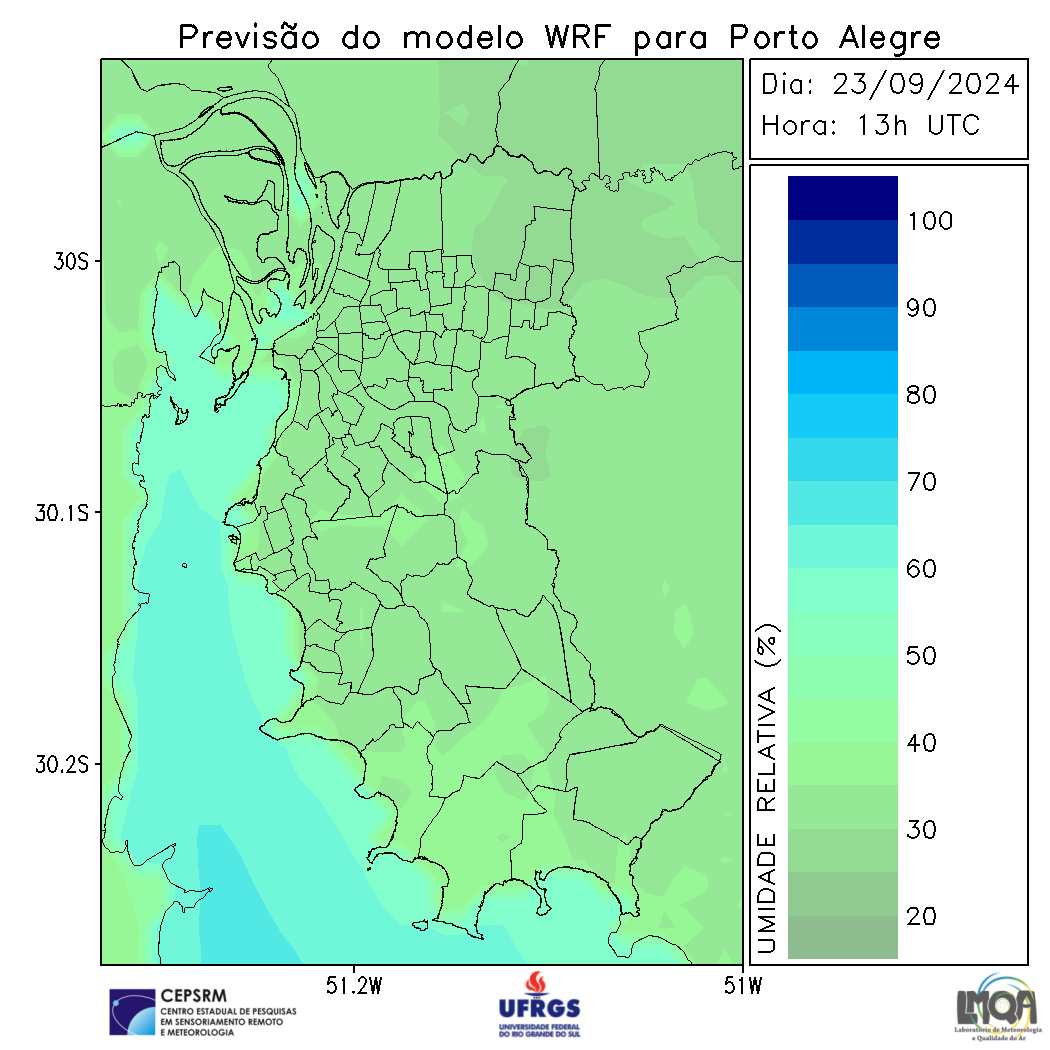 Previsão do modelo WRF para Porto Alegre
Dia: 23/09/2024
Hora: 13h UTC
30S
30.1S
30.2S
51.2W
51W
100
90
80
70
60
50
40
30
20
UMIDADE RELATIVA (%)
CEPSRM
CENTRO ESTADUAL DE PESQUISAS
EM SENSORIAMENTO REMOTO
E METEOROLOGIA
UFRGS
UNIVERSIDADE FEDERAL
DO RIO GRANDE DO SUL
LMQA
Laboratório de Meteorologia
e Qualidade do Ar